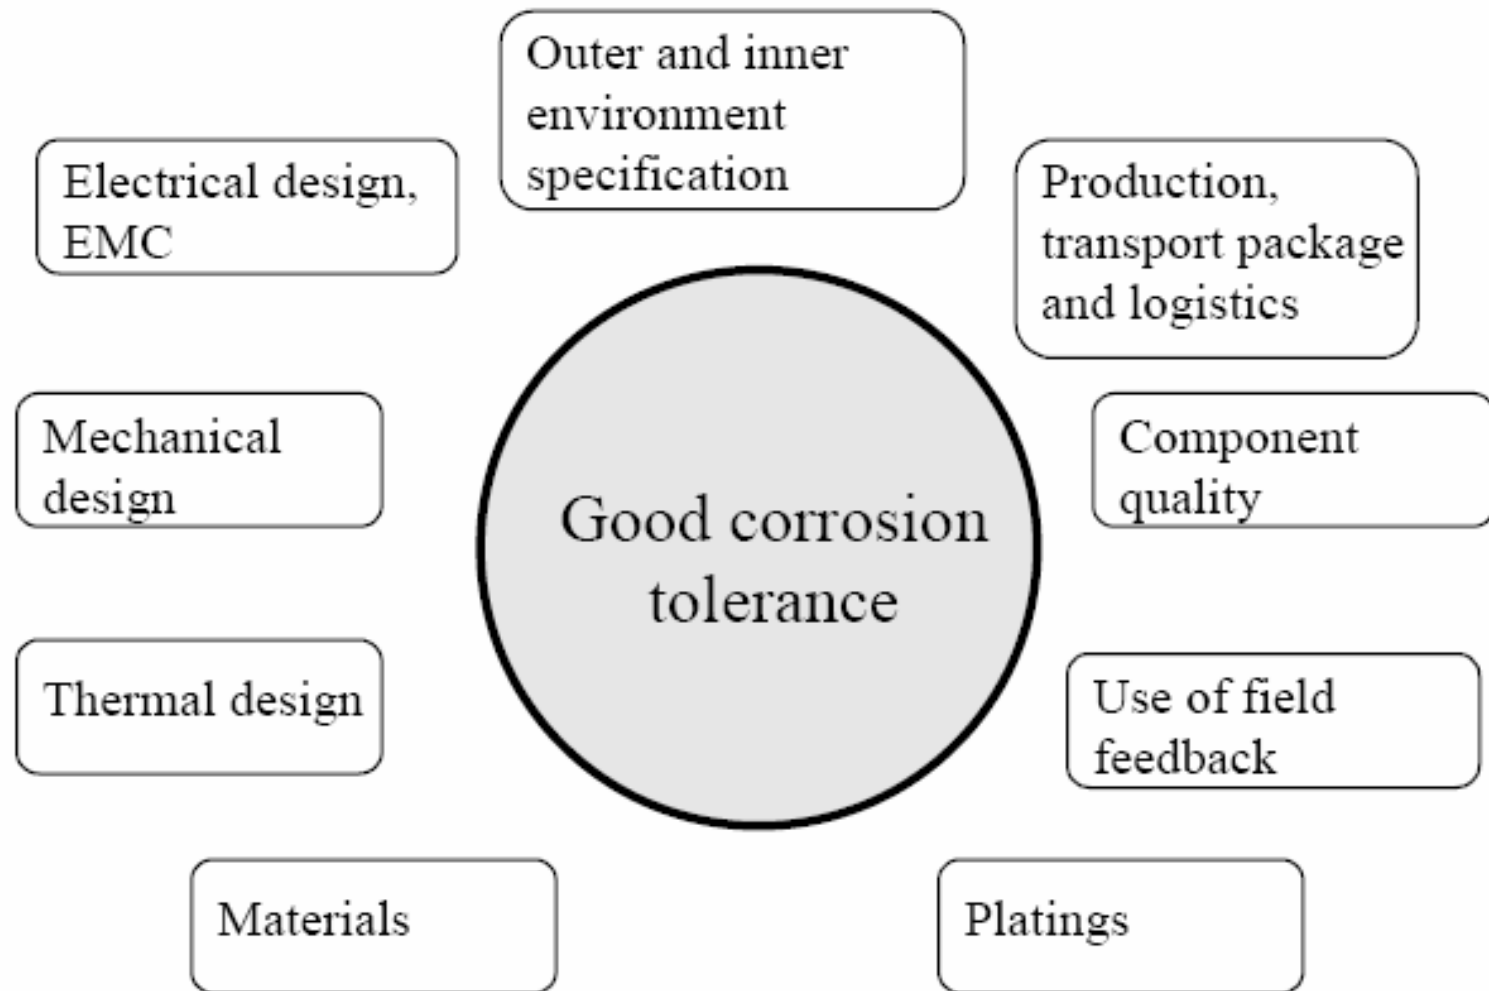 Outer and inner
environment
specification
Electrical design,
EMC
Production,
transport package
and logistics
Mechanical
design
Component
quality
Good corrosion
tolerance
Thermal design
Use of field
feedback
Materials
Platings